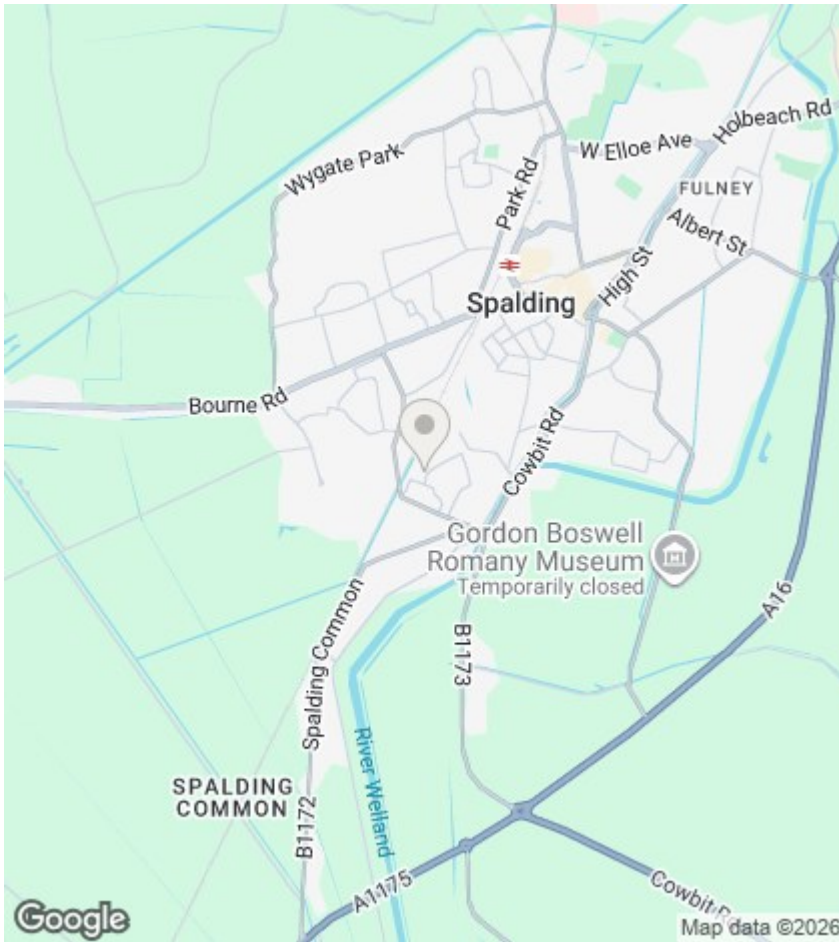 Holbeach Rd
W Elloe Ave
Wygate Park
Park Rd
FULNEY
Albert St
High St
Spalding
Bourne Rd
Cowbit Rd
Gordon Boswell
Romany Museum
Temporarily closed
A16
Spalding Common
B1173
River Welland
SPALDING
COMMON
B1172
A1175
Cowbit Rd
Google
Map data ©2026